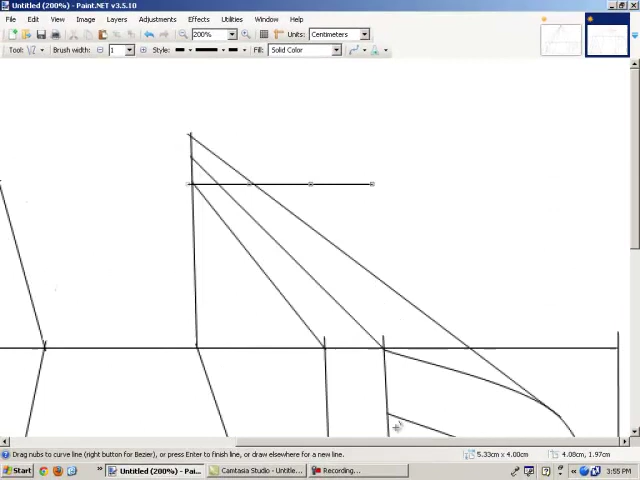 Untitled (200%) - Paint.NET v3.5.10
File Edit View Image Layers Adjustments Effects Utilities Window Help
200% Units: Centimeters
Tool: Brush width: 1 Style: Fill: Solid Color
Drag nubs to curve line (right button for Bezier), or press Enter to finish line, or draw elsewhere for a new line. 5.33cm x 4.00cm 4.08cm, 1.97cm
Start » Untitled (200%) - Pain... Camtasia Studio - Untitle... Recording... » 3:55 PM